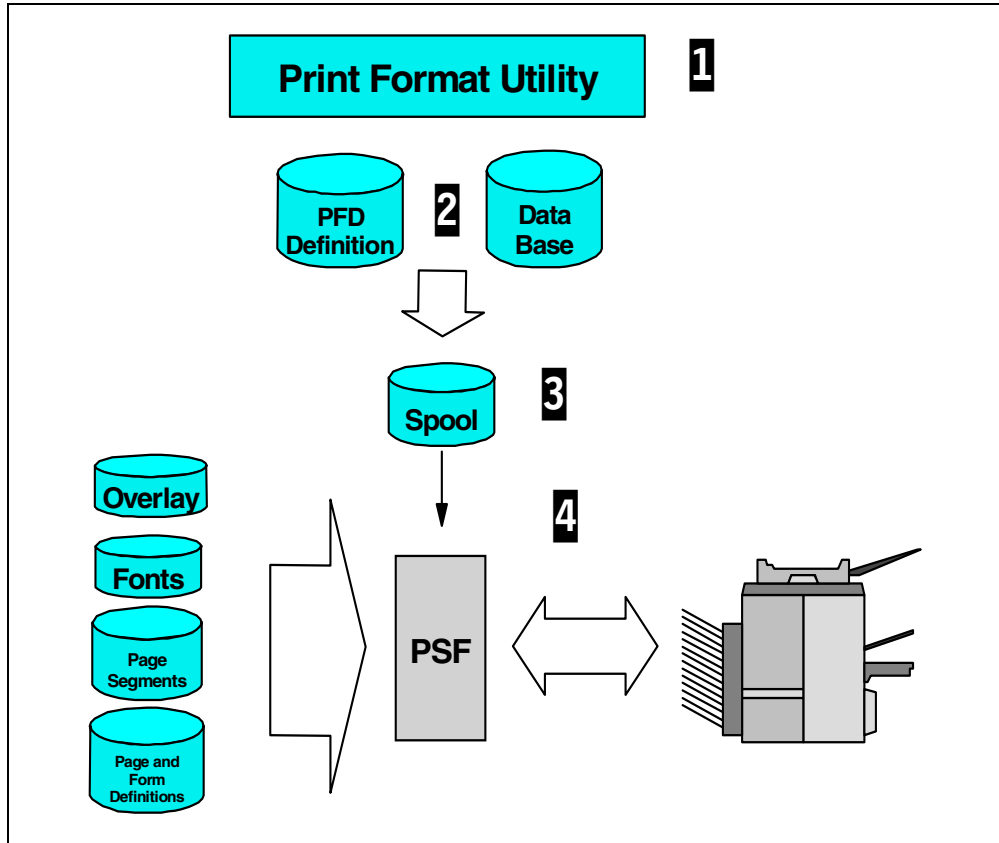 Print Format Utility
1
PFD
Definition
2
Data
Base
3
Spool
4
Overlay
Fonts
Page
Segments
Page and
Form
Definitions
PSF